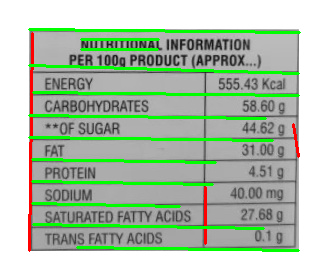 NUTRITIONAL INFORMATION
PER 100g PRODUCT (APPROX...)
ENERGY 555.43 Kcal
CARBOHYDRATES 58.60 g
**OF SUGAR 44.62 g
FAT 31.00 g
PROTEIN 4.51 g
SODIUM 40.00 mg
SATURATED FATTY ACIDS 27.68 g
TRANS FATTY ACIDS 0.1 g